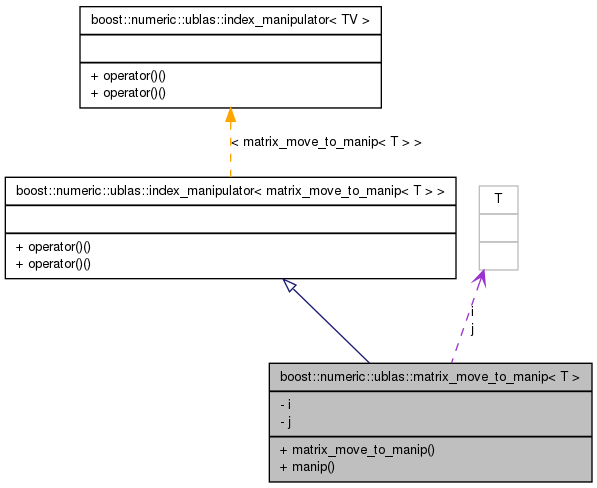 boost::numeric::ublas::index_manipulator< TV >
+ operator()()
+ operator()()
< matrix_move_to_manip< T > >
boost::numeric::ublas::index_manipulator< matrix_move_to_manip< T > >
+ operator()()
+ operator()()
T
i
j
boost::numeric::ublas::matrix_move_to_manip< T >
- i
- j
+ matrix_move_to_manip()
+ manip()